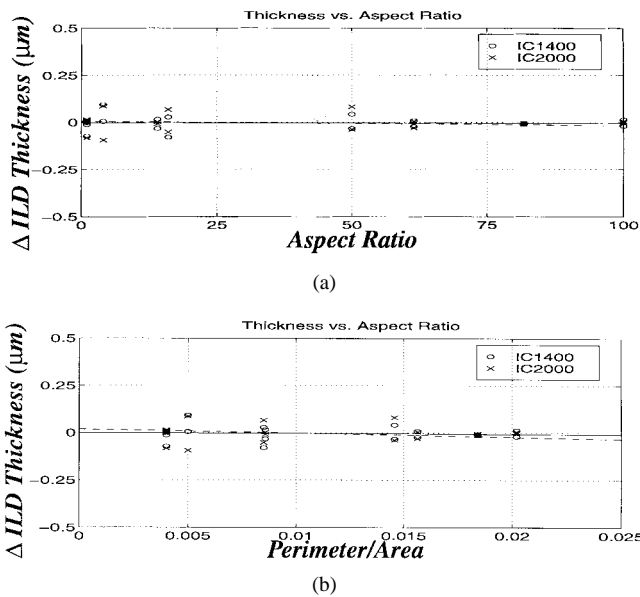 Thickness vs. Aspect Ratio
0.5
0.25
0
−0.25
−0.5
Δ ILD Thickness (μm)
o IC1400
× IC2000
0 25 50 75 100
Aspect Ratio
(a)
Thickness vs. Aspect Ratio
0.5
0.25
0
−0.25
−0.5
Δ ILD Thickness (μm)
o IC1400
× IC2000
0 0.005 0.01 0.015 0.02 0.025
Perimeter/Area
(b)